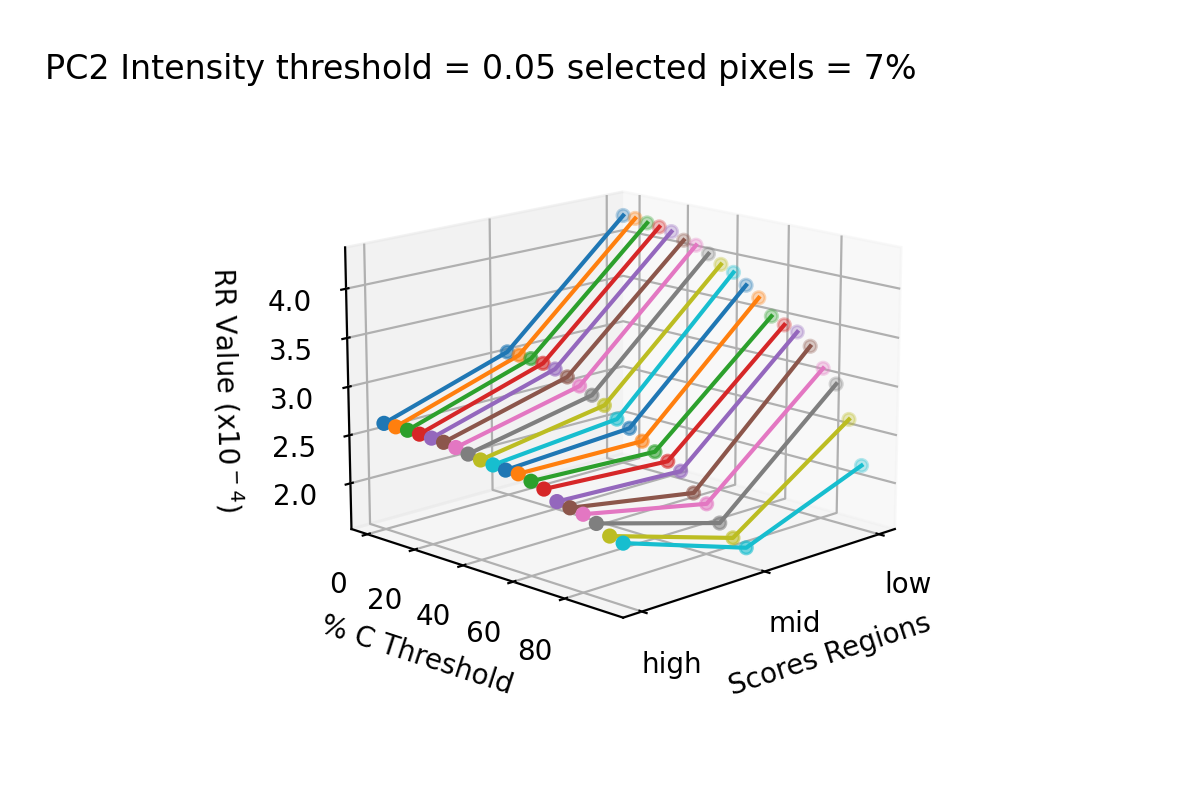 PC2 Intensity threshold = 0.05 selected pixels = 7%
RR Value (x10⁻⁴)
4.0
3.5
3.0
2.5
2.0
0
20
40
60
80
% C Threshold
high
mid
low
Scores Regions